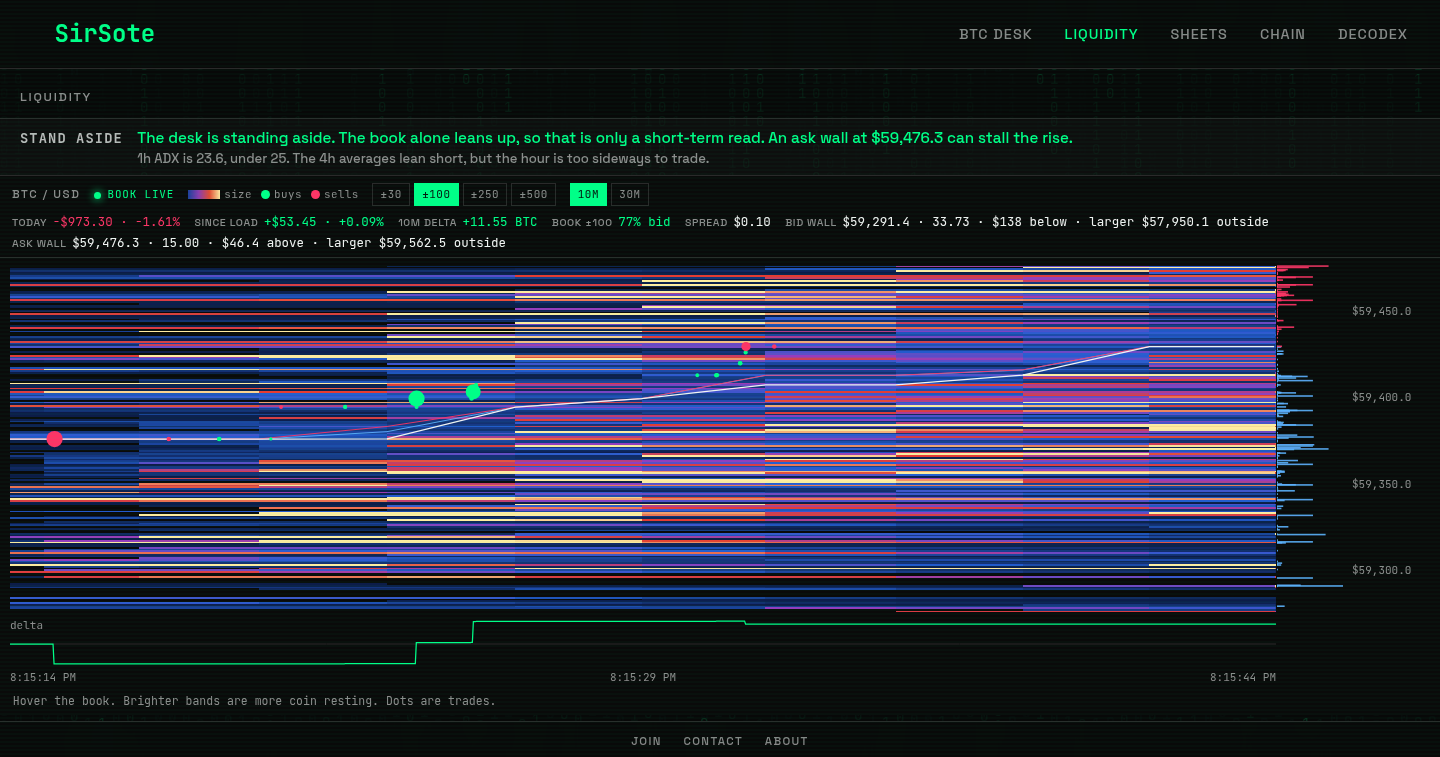 SirSote
BTC DESK LIQUIDITY SHEETS CHAIN DECODEX
LIQUIDITY
STAND ASIDE The desk is standing aside. The book alone leans up, so that is only a short-term read. An ask wall at $59,476.3 can stall the rise.
1h ADX is 23.6, under 25. The 4h averages lean short, but the hour is too sideways to trade.
BTC / USD BOOK LIVE size buys sells ±30 ±100 ±250 ±500 10M 30M
TODAY -$973.30 · -1.61% SINCE LOAD +$53.45 · +0.09% 10M DELTA +11.55 BTC BOOK ±100 77% bid SPREAD $0.10 BID WALL $59,291.4 · 33.73 · $138 below · larger $57,950.1 outside
ASK WALL $59,476.3 · 15.00 · $46.4 above · larger $59,562.5 outside
$59,450.0
$59,400.0
$59,350.0
$59,300.0
delta
8:15:14 PM 8:15:29 PM 8:15:44 PM
Hover the book. Brighter bands are more coin resting. Dots are trades.
JOIN CONTACT ABOUT